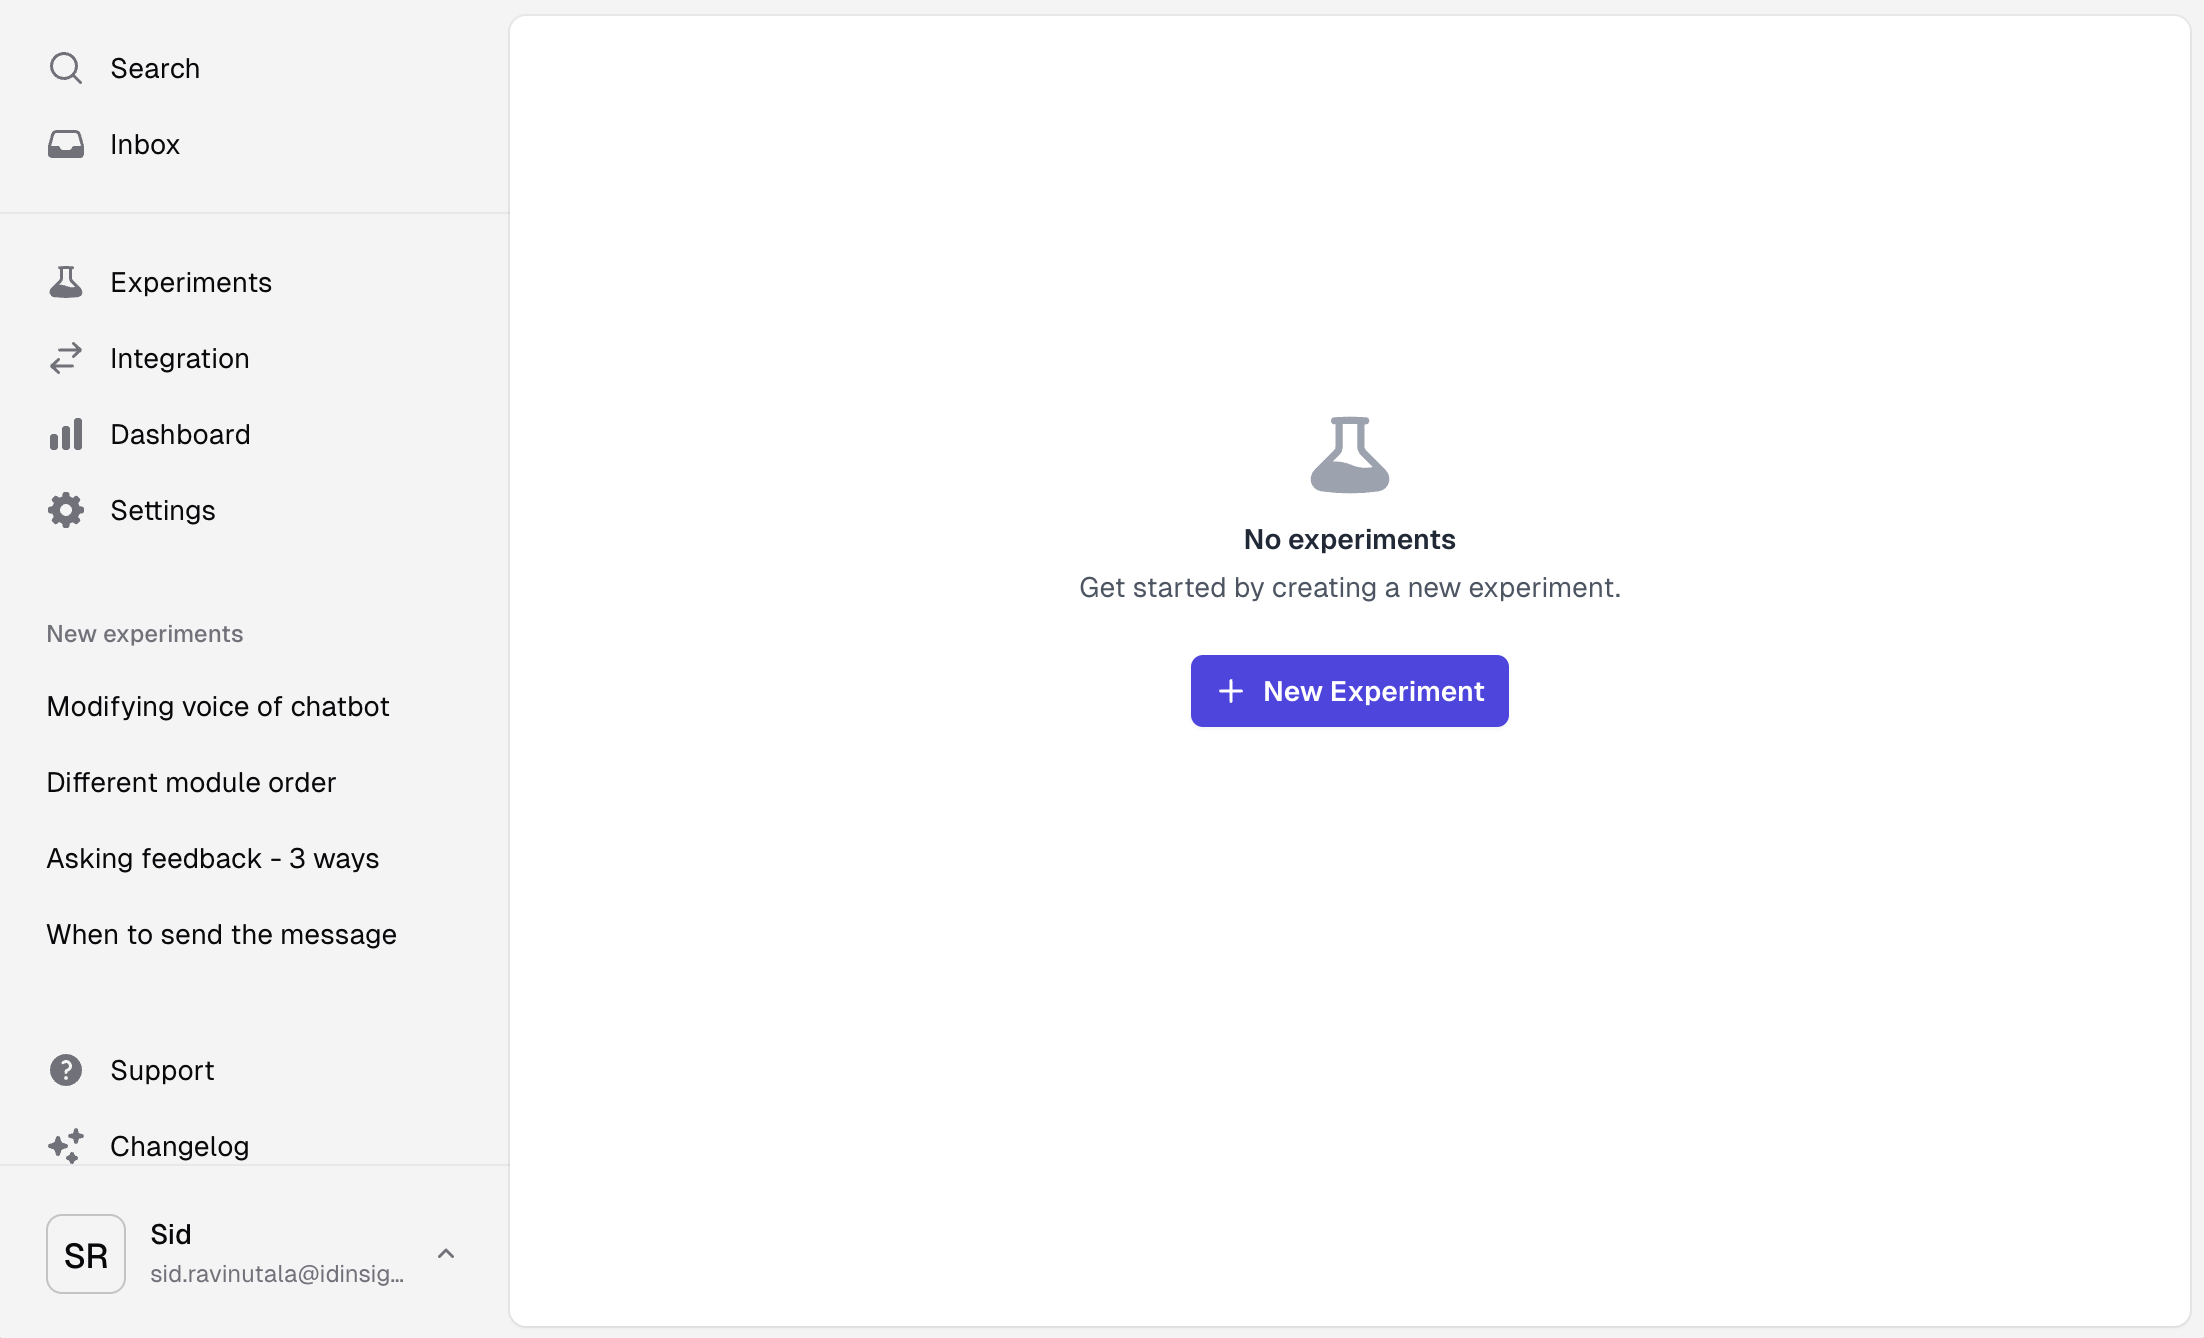 Search
Inbox
Experiments
Integration
Dashboard
Settings
New experiments
Modifying voice of chatbot
Different module order
Asking feedback - 3 ways
When to send the message
Support
Changelog
SR
Sid
sid.ravinutala@idinsig...
No experiments
Get started by creating a new experiment.
New Experiment